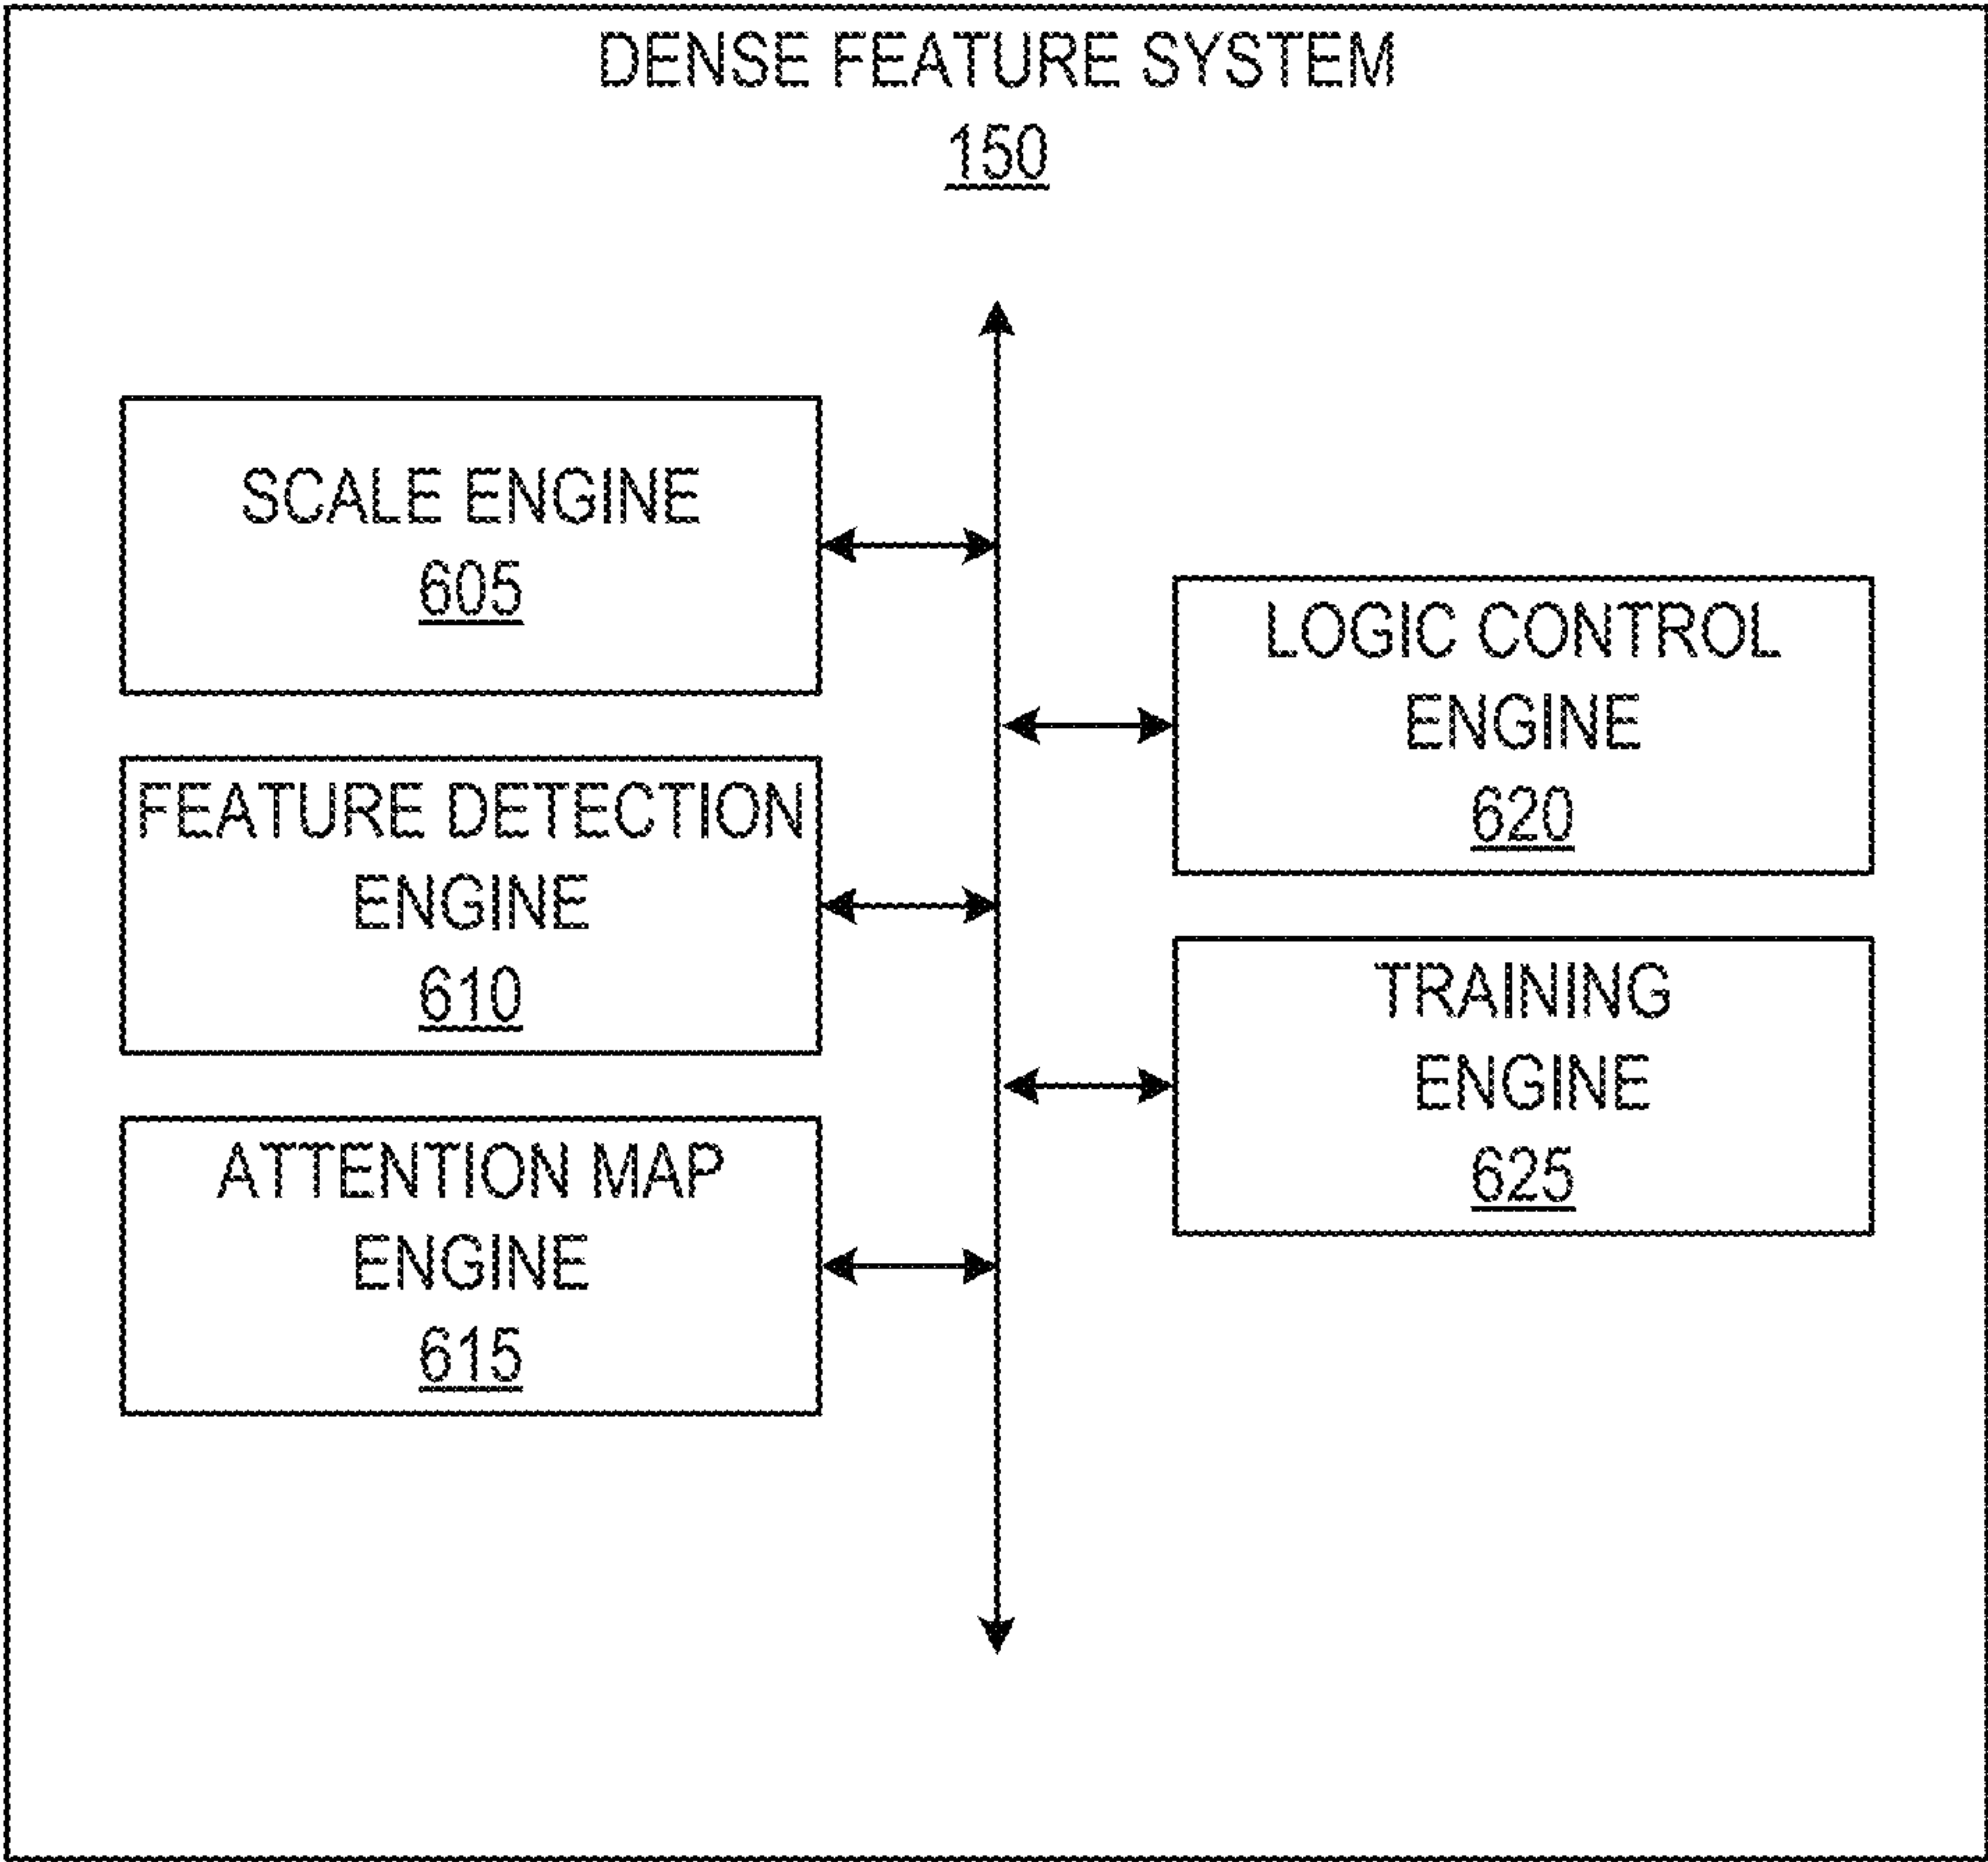 DENSE FEATURE SYSTEM
150
SCALE ENGINE
605
FEATURE DETECTION
ENGINE
610
ATTENTION MAP
ENGINE
615
LOGIC CONTROL
ENGINE
620
TRAINING
ENGINE
625